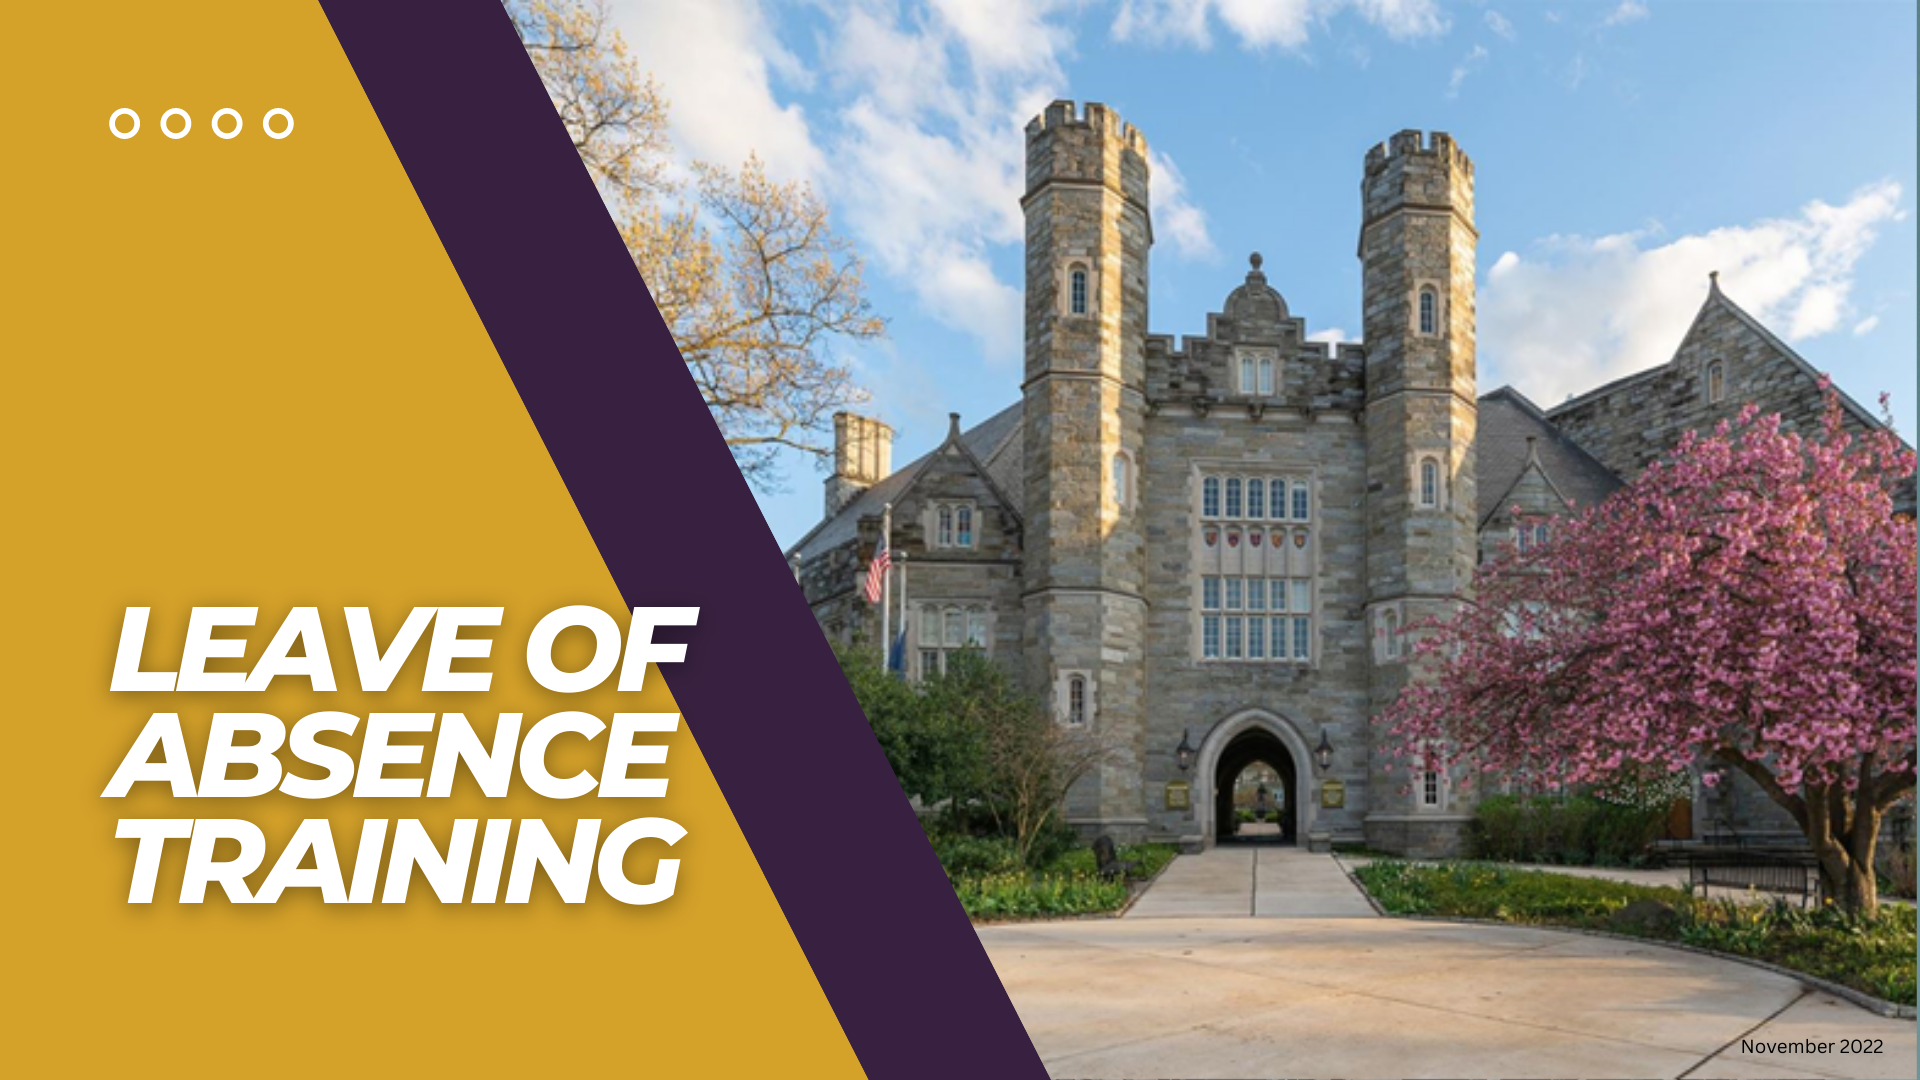 LEAVE OF
ABSENCE
TRAINING
November 2022